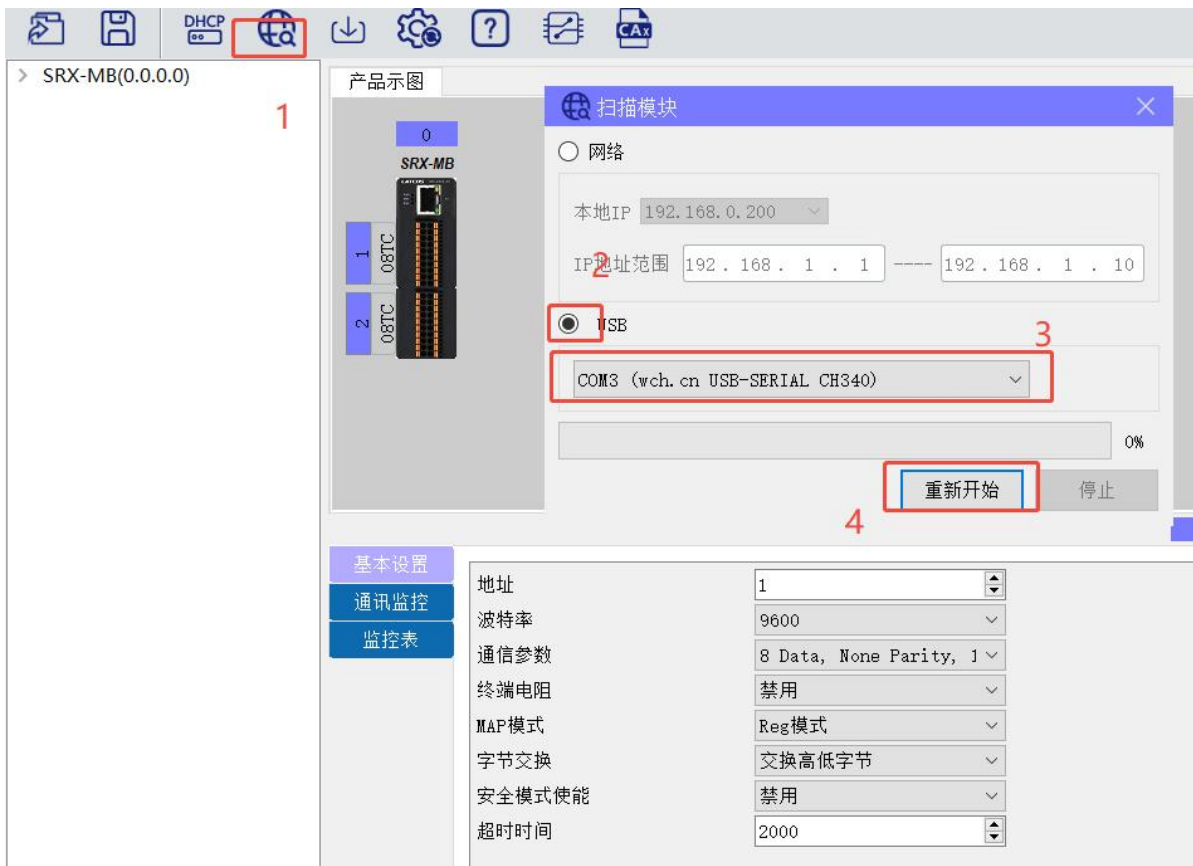 DHCP
?
CAx
SRX-MB(0.0.0.0)
1
产品示图
0
SRX-MB
1
08TC
2
08TC
扫描模块
网络
本地IP 192.168.0.200
IP地址范围 192 . 168 . 1 . 1 ---- 192 . 168 . 1 . 10
2
USB
3
COM3 (wch.cn USB-SERIAL CH340)
0%
重新开始 停止
4
基本设置
通讯监控
监控表
地址 1
波特率 9600
通信参数 8 Data, None Parity, 1
终端电阻 禁用
MAP模式 Reg模式
字节交换 交换高低字节
安全模式使能 禁用
超时时间 2000